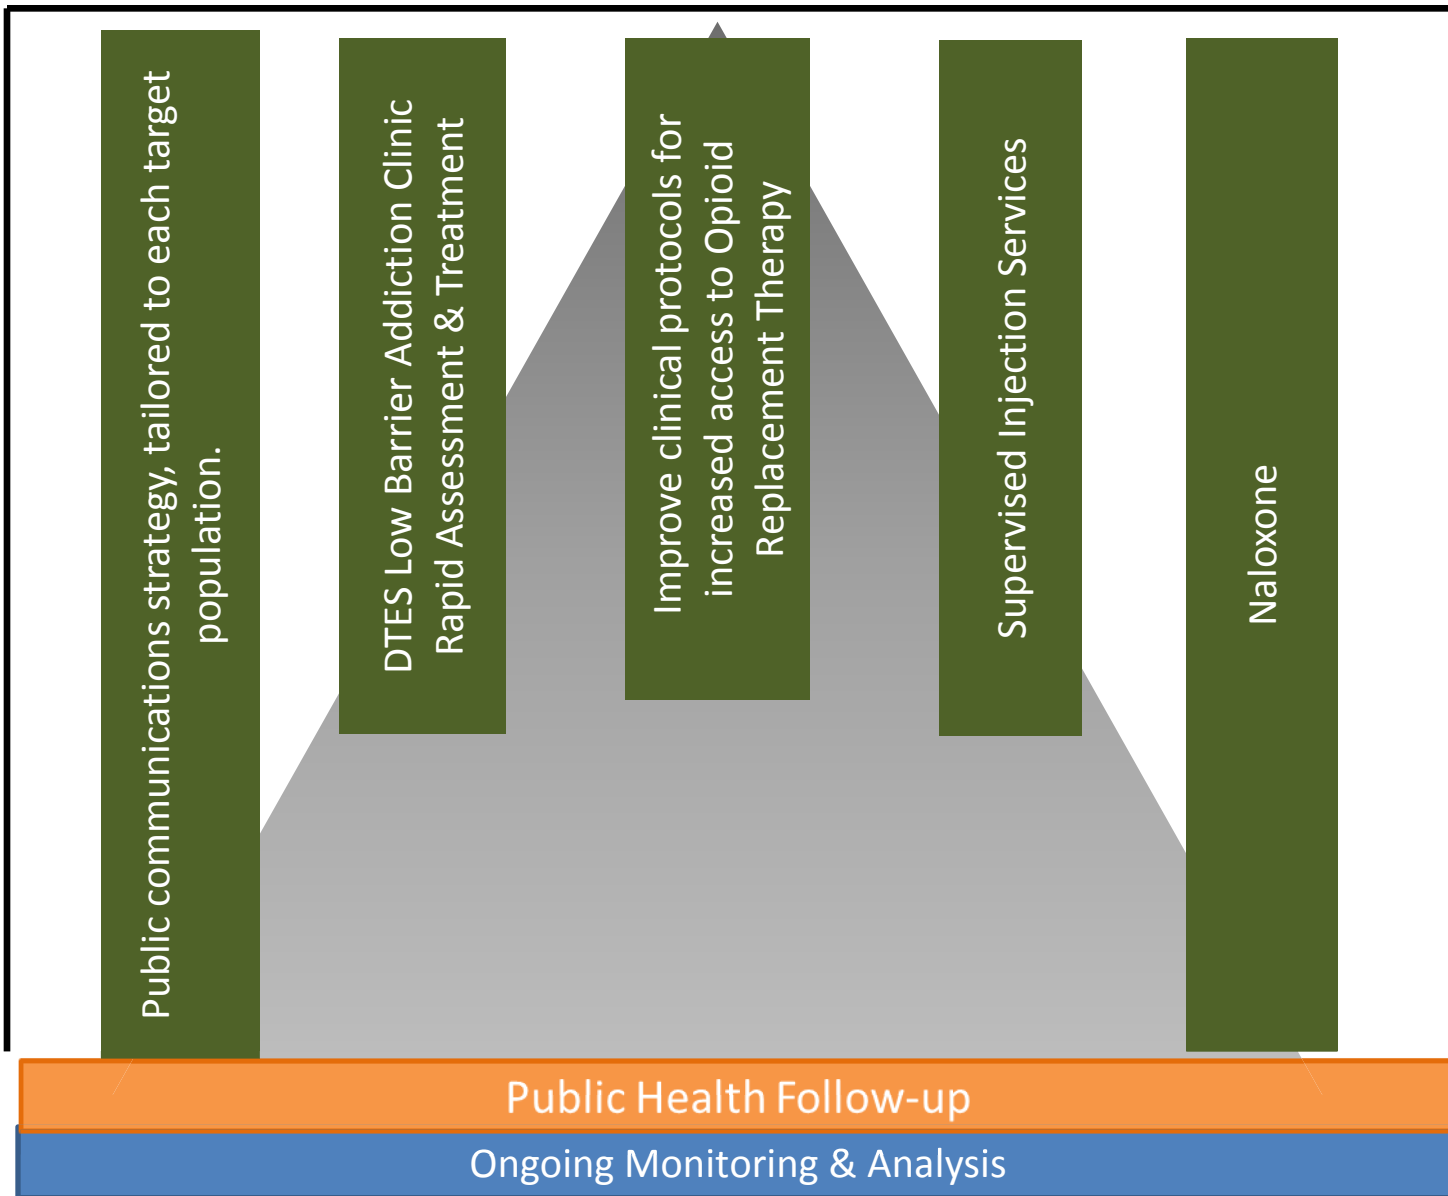 Public communications strategy, tailored to each target
population.
DTES Low Barrier Addiction Clinic
Rapid Assessment & Treatment
Improve clinical protocols for
increased access to Opioid
Replacement Therapy
Supervised Injection Services
Naloxone
Public Health Follow-up
Ongoing Monitoring & Analysis